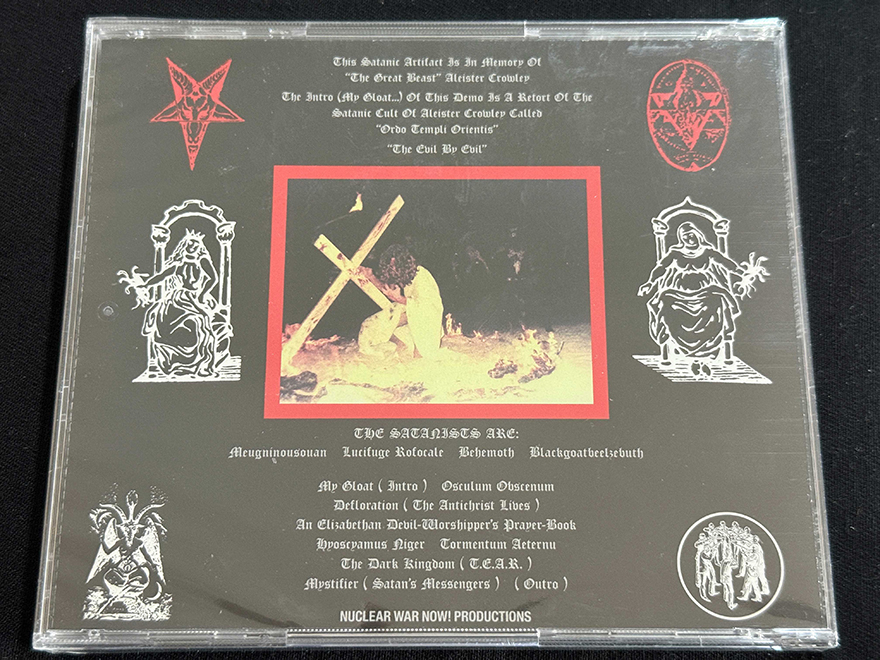 This Satanic Artifact Is In Memory Of
"The Great Beast" Aleister Crowley
The Intro (My Gloat...) Of This Demo Is A Retort Of The
Satanic Cult Of Aleister Crowley Called
"Ordo Templi Orientis"
"The Evil By Evil"
THE SATANISTS ARE:
Meugninousouan Lucifuge Rofocale Behemoth Blackgoatbeelzebuth
My Gloat ( Intro ) Osculum Obscenum
Defloration ( The Antichrist Lives )
An Elizabethan Devil-Worshipper's Prayer-Book
Hyoscyamus Niger Tormentum Aeternu
The Dark Kingdom ( T.E.A.R. )
Mystifier ( Satan's Messengers ) ( Outro )
NUCLEAR WAR NOW! PRODUCTIONS